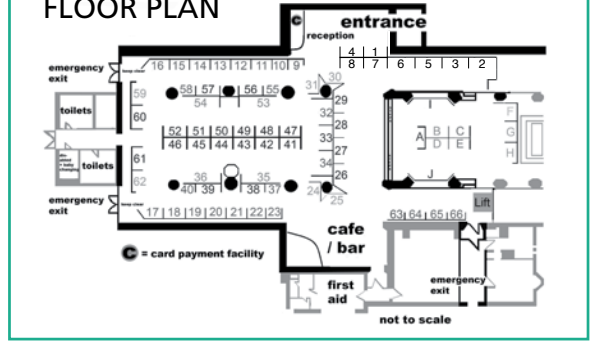 FLOOR PLAN
C
entrance
reception
4 1
8 7 6 5 3 2
emergency
exit
keep clear
16 15 14 13 12 11 10 9
31 30
59
58 57 56 55
54 53
29
60
32
toilets
28
52 51 50 49 48 47
46 45 44 43 42 41
33
27
61
34
toilets
26
62
36 35
40 39 38 37
24
25
I
F
A B C
D E
G
H
J
emergency
exit
keep clear
17 18 19 20 21 22 23
Lift
63 64 65 66
cafe
/ bar
C = card payment facility
first
aid
emergency
exit
not to scale